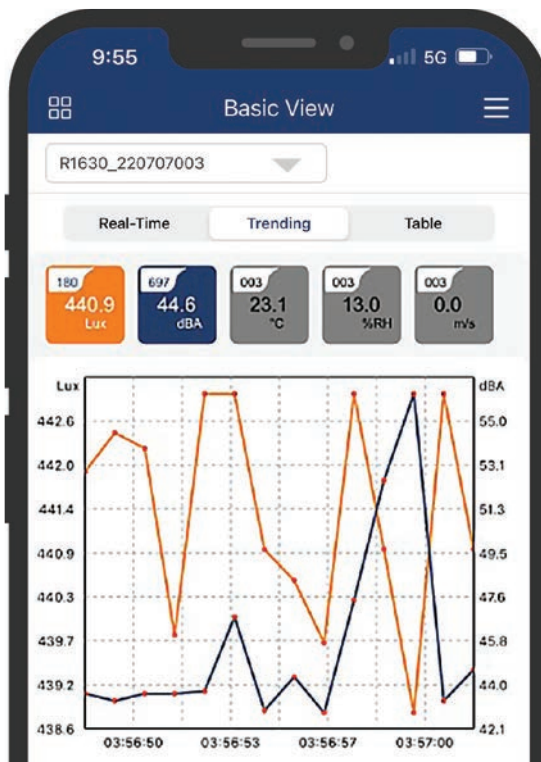 9:55 5G
Basic View
R1630_220707003
Real-Time Trending Table
180 697 003 003 003
440.9 44.6 23.1 13.0 0.0
Lux dBA °C %RH m/s
Lux dBA
442.6 55.0
442.0 53.1
441.4 51.3
440.9 49.5
440.3 47.6
439.7 45.8
439.2 44.0
438.6 42.1
03:56:50 03:56:53 03:56:57 03:57:00